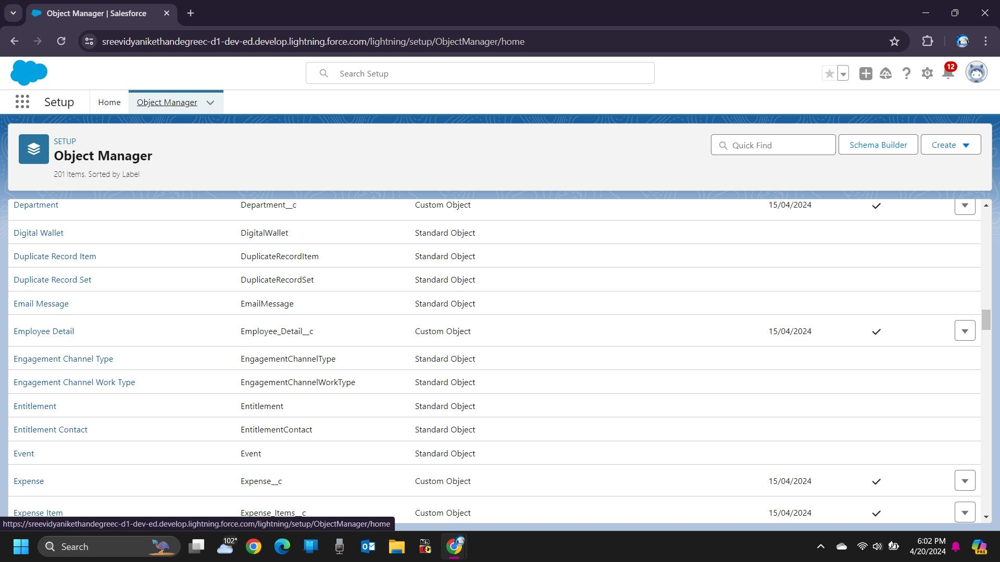 Object Manager | Salesforce
sreevidyanikethandegreec-d1-dev-ed.develop.lightning.force.com/lightning/setup/ObjectManager/home
Search Setup
12
Setup
Home
Object Manager
SETUP
Object Manager
201 Items, Sorted by Label
Quick Find
Schema Builder
Create
Department Department__c Custom Object 15/04/2024
Digital Wallet DigitalWallet Standard Object
Duplicate Record Item DuplicateRecordItem Standard Object
Duplicate Record Set DuplicateRecordSet Standard Object
Email Message EmailMessage Standard Object
Employee Detail Employee_Detail__c Custom Object 15/04/2024
Engagement Channel Type EngagementChannelType Standard Object
Engagement Channel Work Type EngagementChannelWorkType Standard Object
Entitlement Entitlement Standard Object
Entitlement Contact EntitlementContact Standard Object
Event Event Standard Object
Expense Expense__c Custom Object 15/04/2024
Expense Item Expense_Items__c Custom Object 15/04/2024
https://sreevidyanikethandegreec-d1-dev-ed.develop.lightning.force.com/lightning/setup/ObjectManager/home
Search
102°
MS
6:02 PM
4/20/2024
PRE